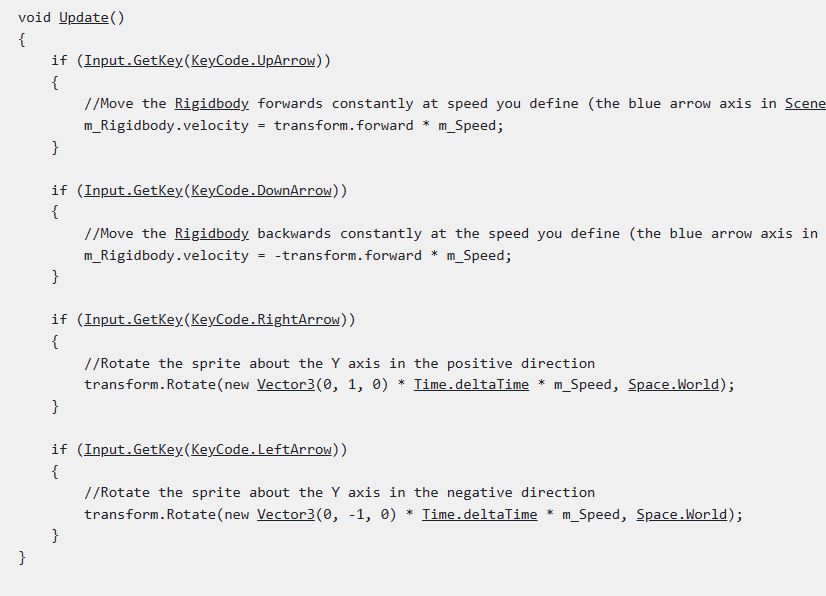 void Update()
{
    if (Input.GetKey(KeyCode.UpArrow))
    {
        //Move the Rigidbody forwards constantly at speed you define (the blue arrow axis in Scene
        m_Rigidbody.velocity = transform.forward * m_Speed;
    }

    if (Input.GetKey(KeyCode.DownArrow))
    {
        //Move the Rigidbody backwards constantly at the speed you define (the blue arrow axis in
        m_Rigidbody.velocity = -transform.forward * m_Speed;
    }

    if (Input.GetKey(KeyCode.RightArrow))
    {
        //Rotate the sprite about the Y axis in the positive direction
        transform.Rotate(new Vector3(0, 1, 0) * Time.deltaTime * m_Speed, Space.World);
    }

    if (Input.GetKey(KeyCode.LeftArrow))
    {
        //Rotate the sprite about the Y axis in the negative direction
        transform.Rotate(new Vector3(0, -1, 0) * Time.deltaTime * m_Speed, Space.World);
    }
}